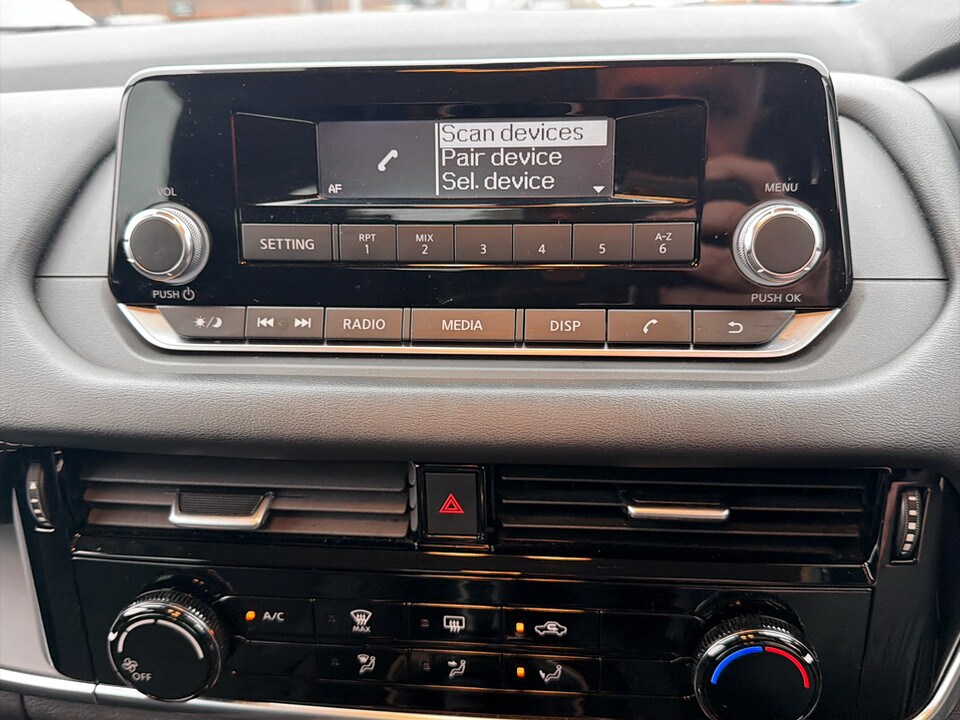 Scan devices
Pair device
Sel. device
AF
VOL
MENU
SETTING
RPT
1
MIX
2
3
4
5
A-Z
6
PUSH
PUSH OK
RADIO
MEDIA
DISP
A/C
MAX
OFF